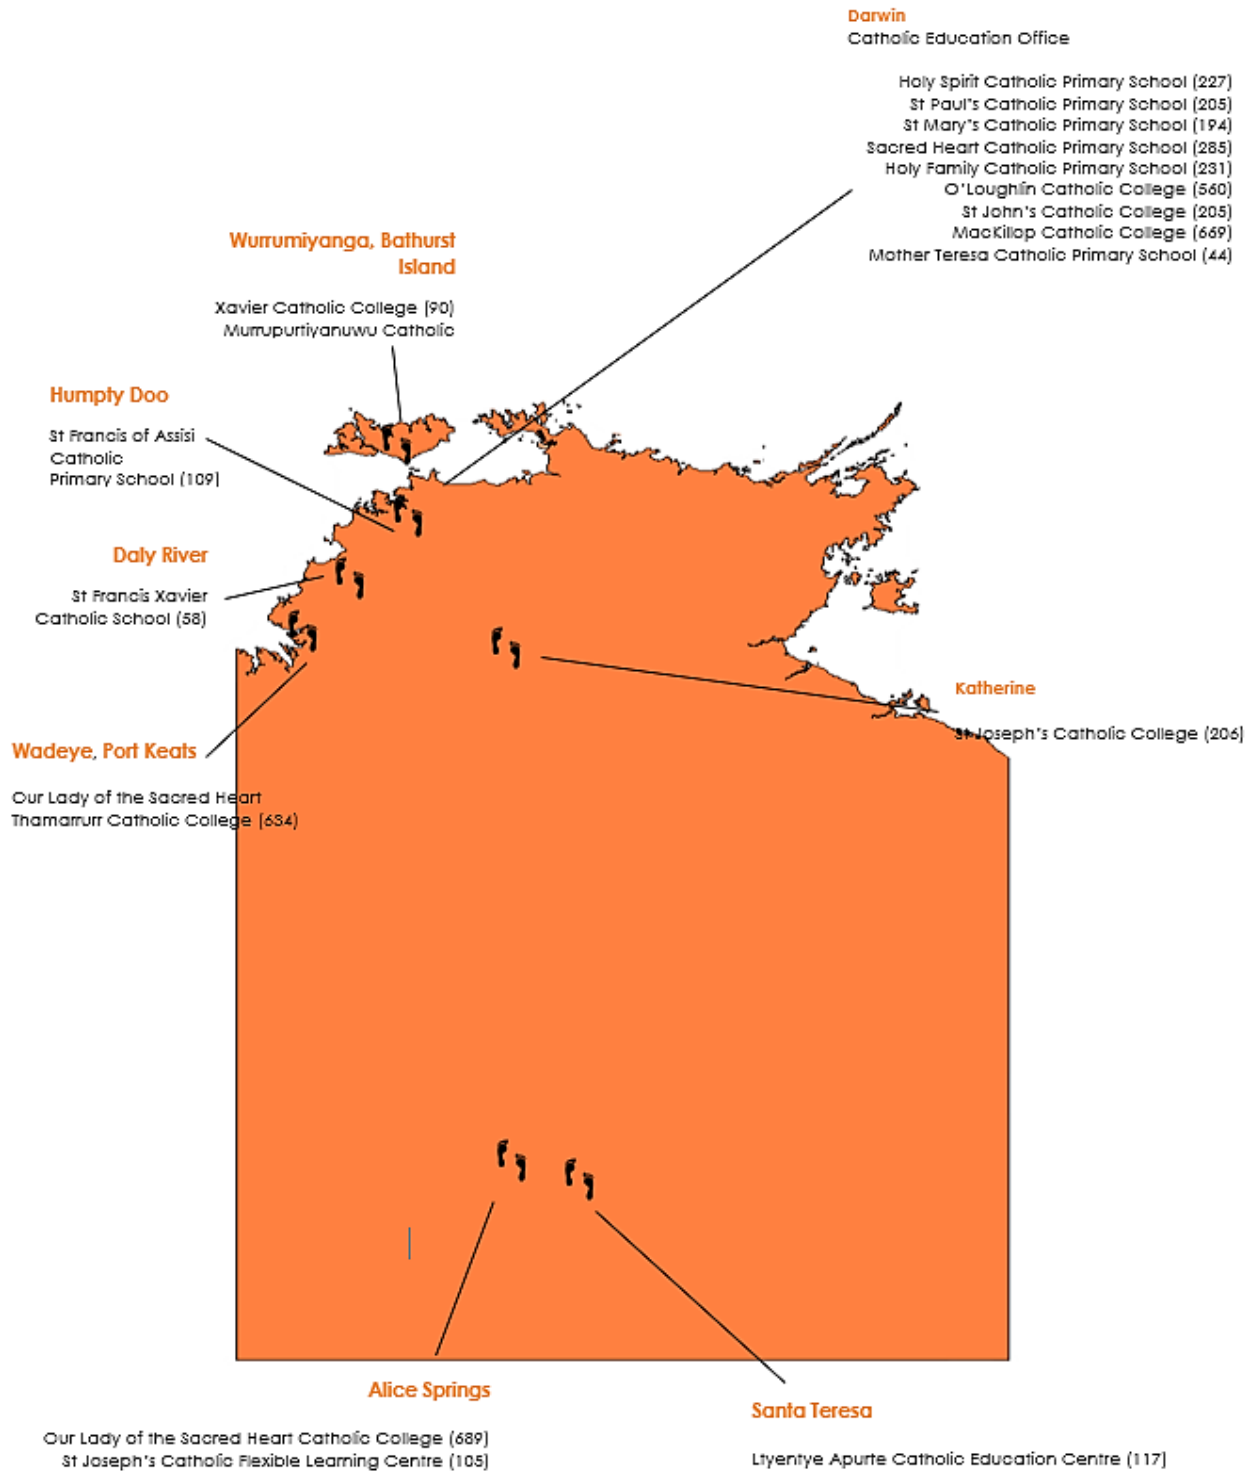 Darwin
Catholic Education Office
Holy Spirit Catholic Primary School (227)
St Paul's Catholic Primary School (205)
St Mary's Catholic Primary School (194)
Sacred Heart Catholic Primary School (285)
Holy Family Catholic Primary School (231)
O'Loughlin Catholic College (560)
St John's Catholic College (205)
MacKillop Catholic College (669)
Mother Teresa Catholic Primary School (44)
Wurrumiyanga, Bathurst
Island
Xavier Catholic College (90)
Murrupurtiyanuwu Catholic
Humpty Doo
St Francis of Assisi
Catholic
Primary School (109)
Daly River
St Francis Xavier
Catholic School (58)
Katherine
St Joseph's Catholic College (206)
Wadeye, Port Keats
Our Lady of the Sacred Heart
Thamarrurr Catholic College (634)
Alice Springs
Our Lady of the Sacred Heart Catholic College (689)
St Joseph's Catholic Flexible Learning Centre (105)
Santa Teresa
Ltyentye Apurte Catholic Education Centre (117)